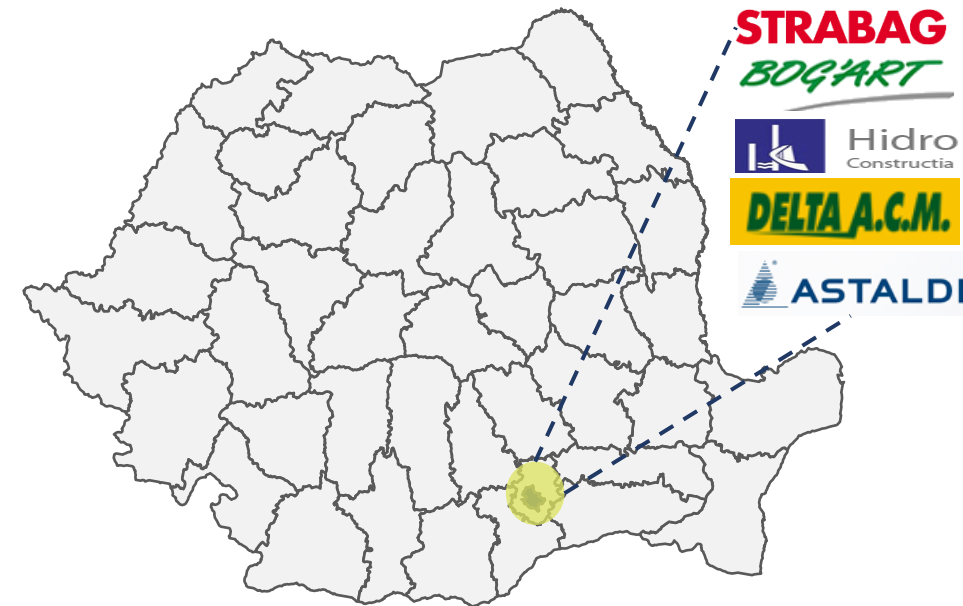 STRABAG
BOG'ART
Hidro
Constructia
DELTA A.C.M.
ASTALDI